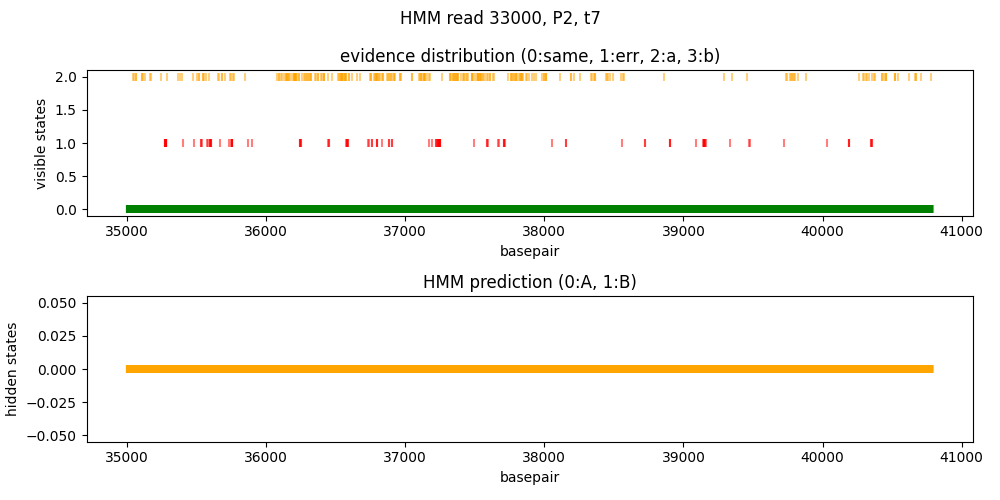 HMM read 33000, P2, t7
evidence distribution (0:same, 1:err, 2:a, 3:b)
2.0
1.5
1.0
0.5
0.0
visible states
35000 36000 37000 38000 39000 40000 41000
basepair
HMM prediction (0:A, 1:B)
0.050
0.025
0.000
−0.025
−0.050
hidden states
35000 36000 37000 38000 39000 40000 41000
basepair